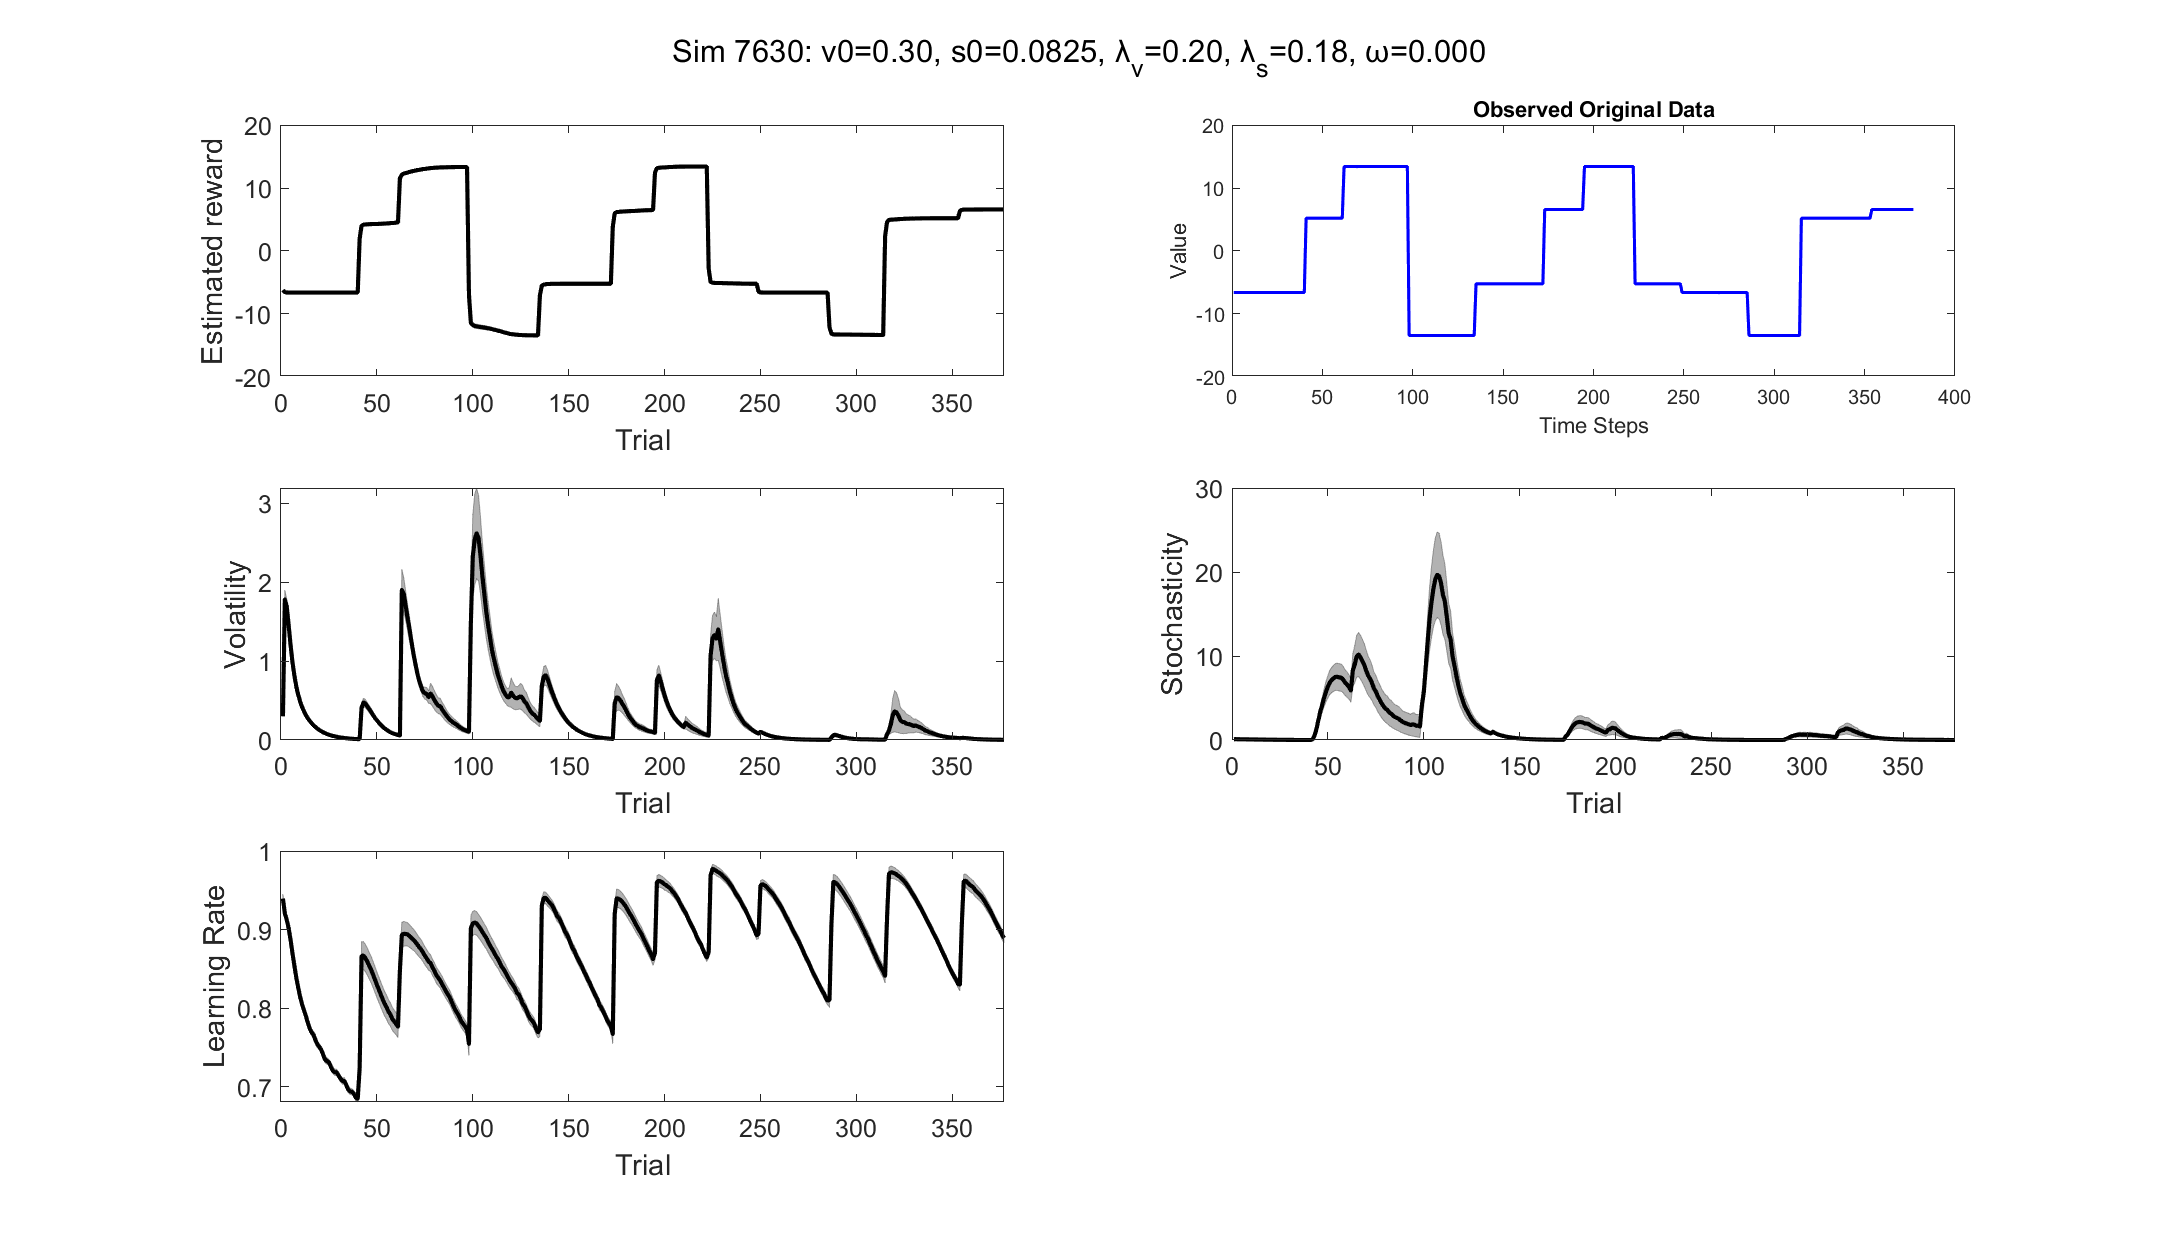 Sim 7630: v0=0.30, s0=0.0825, λv=0.20, λs=0.18, ω=0.000
20
10
0
-10
-20
Estimated reward
0 50 100 150 200 250 300 350
Trial
Observed Original Data
20
10
0
-10
-20
Value
0 50 100 150 200 250 300 350 400
Time Steps
3
2
1
0
Volatility
0 50 100 150 200 250 300 350
Trial
30
20
10
0
Stochasticity
0 50 100 150 200 250 300 350
Trial
1
0.9
0.8
0.7
Learning Rate
0 50 100 150 200 250 300 350
Trial